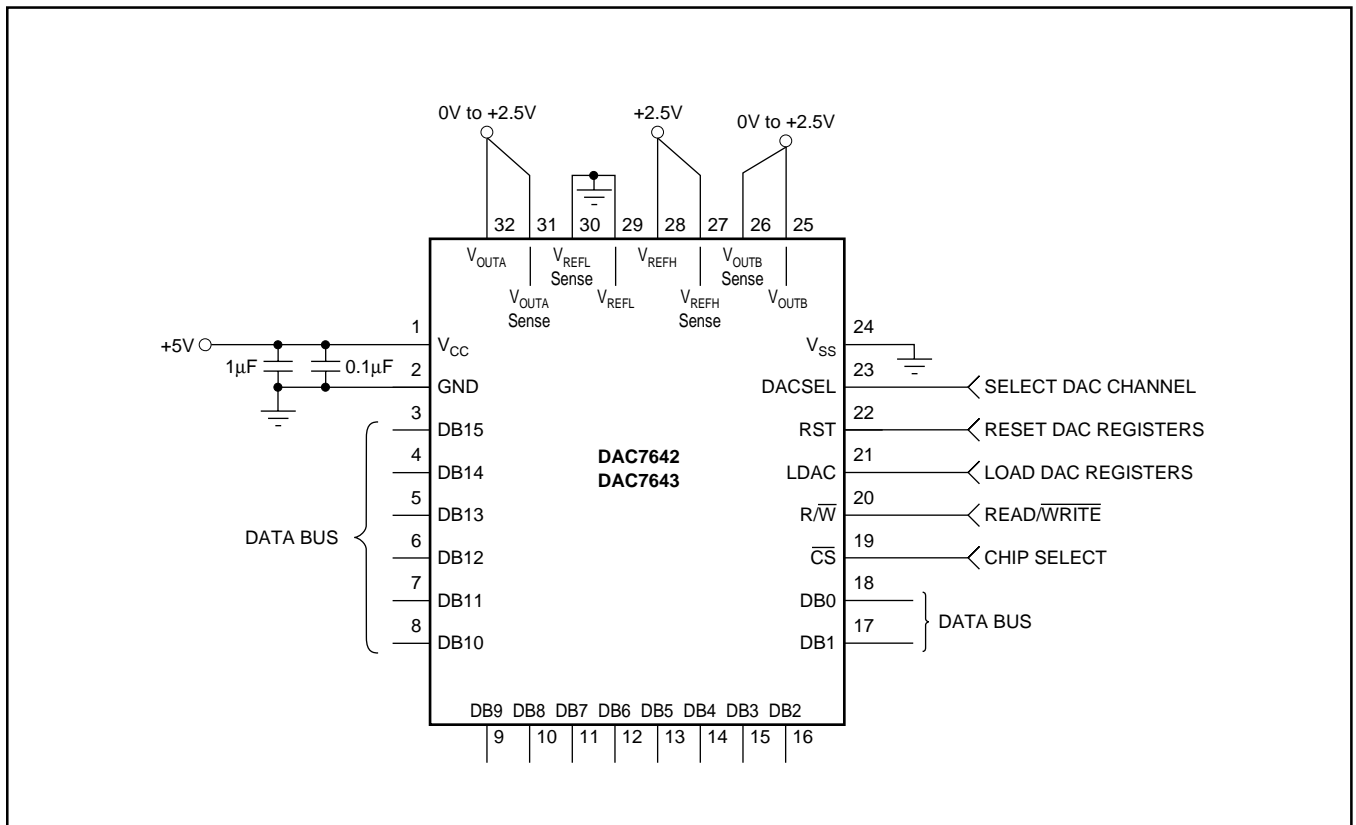 0V to +2.5V
+2.5V
0V to +2.5V
32 31 30 29 28 27 26 25
VOUTA
VOUTA
Sense
VREFL
Sense
VREFL
VREFH
VREFH
Sense
VOUTB
Sense
VOUTB
+5V
1µF
0.1µF
1
VCC
2
GND
3
DB15
4
DB14
5
DB13
6
DB12
7
DB11
8
DB10
DATA BUS
DAC7642
DAC7643
24
VSS
23
DACSEL
SELECT DAC CHANNEL
22
RST
RESET DAC REGISTERS
21
LDAC
LOAD DAC REGISTERS
20
R/W̅
READ/W̅R̅I̅T̅E̅
19
C̅S̅
CHIP SELECT
18
DB0
17
DB1
DATA BUS
DB9 DB8 DB7 DB6 DB5 DB4 DB3 DB2
9 10 11 12 13 14 15 16